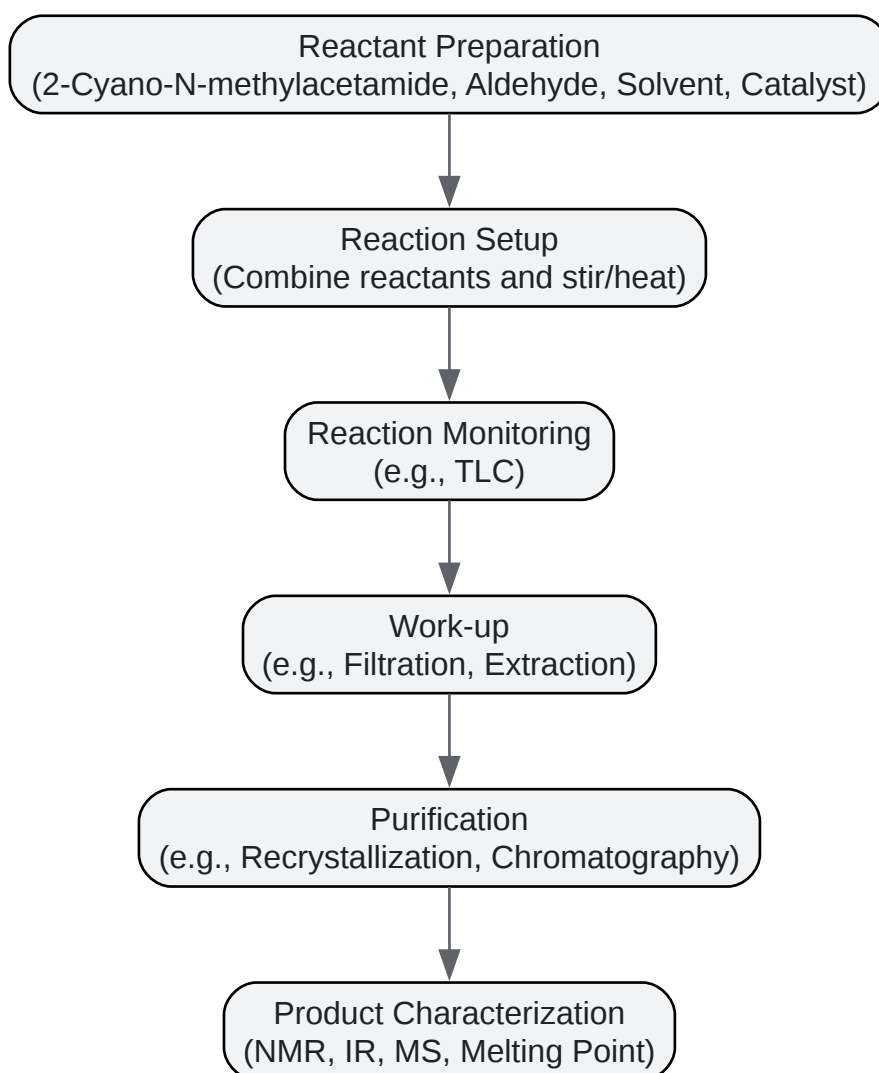 Reactant Preparation
(2-Cyano-N-methylacetamide, Aldehyde, Solvent, Catalyst)
Reaction Setup
(Combine reactants and stir/heat)
Reaction Monitoring
(e.g., TLC)
Work-up
(e.g., Filtration, Extraction)
Purification
(e.g., Recrystallization, Chromatography)
Product Characterization
(NMR, IR, MS, Melting Point)